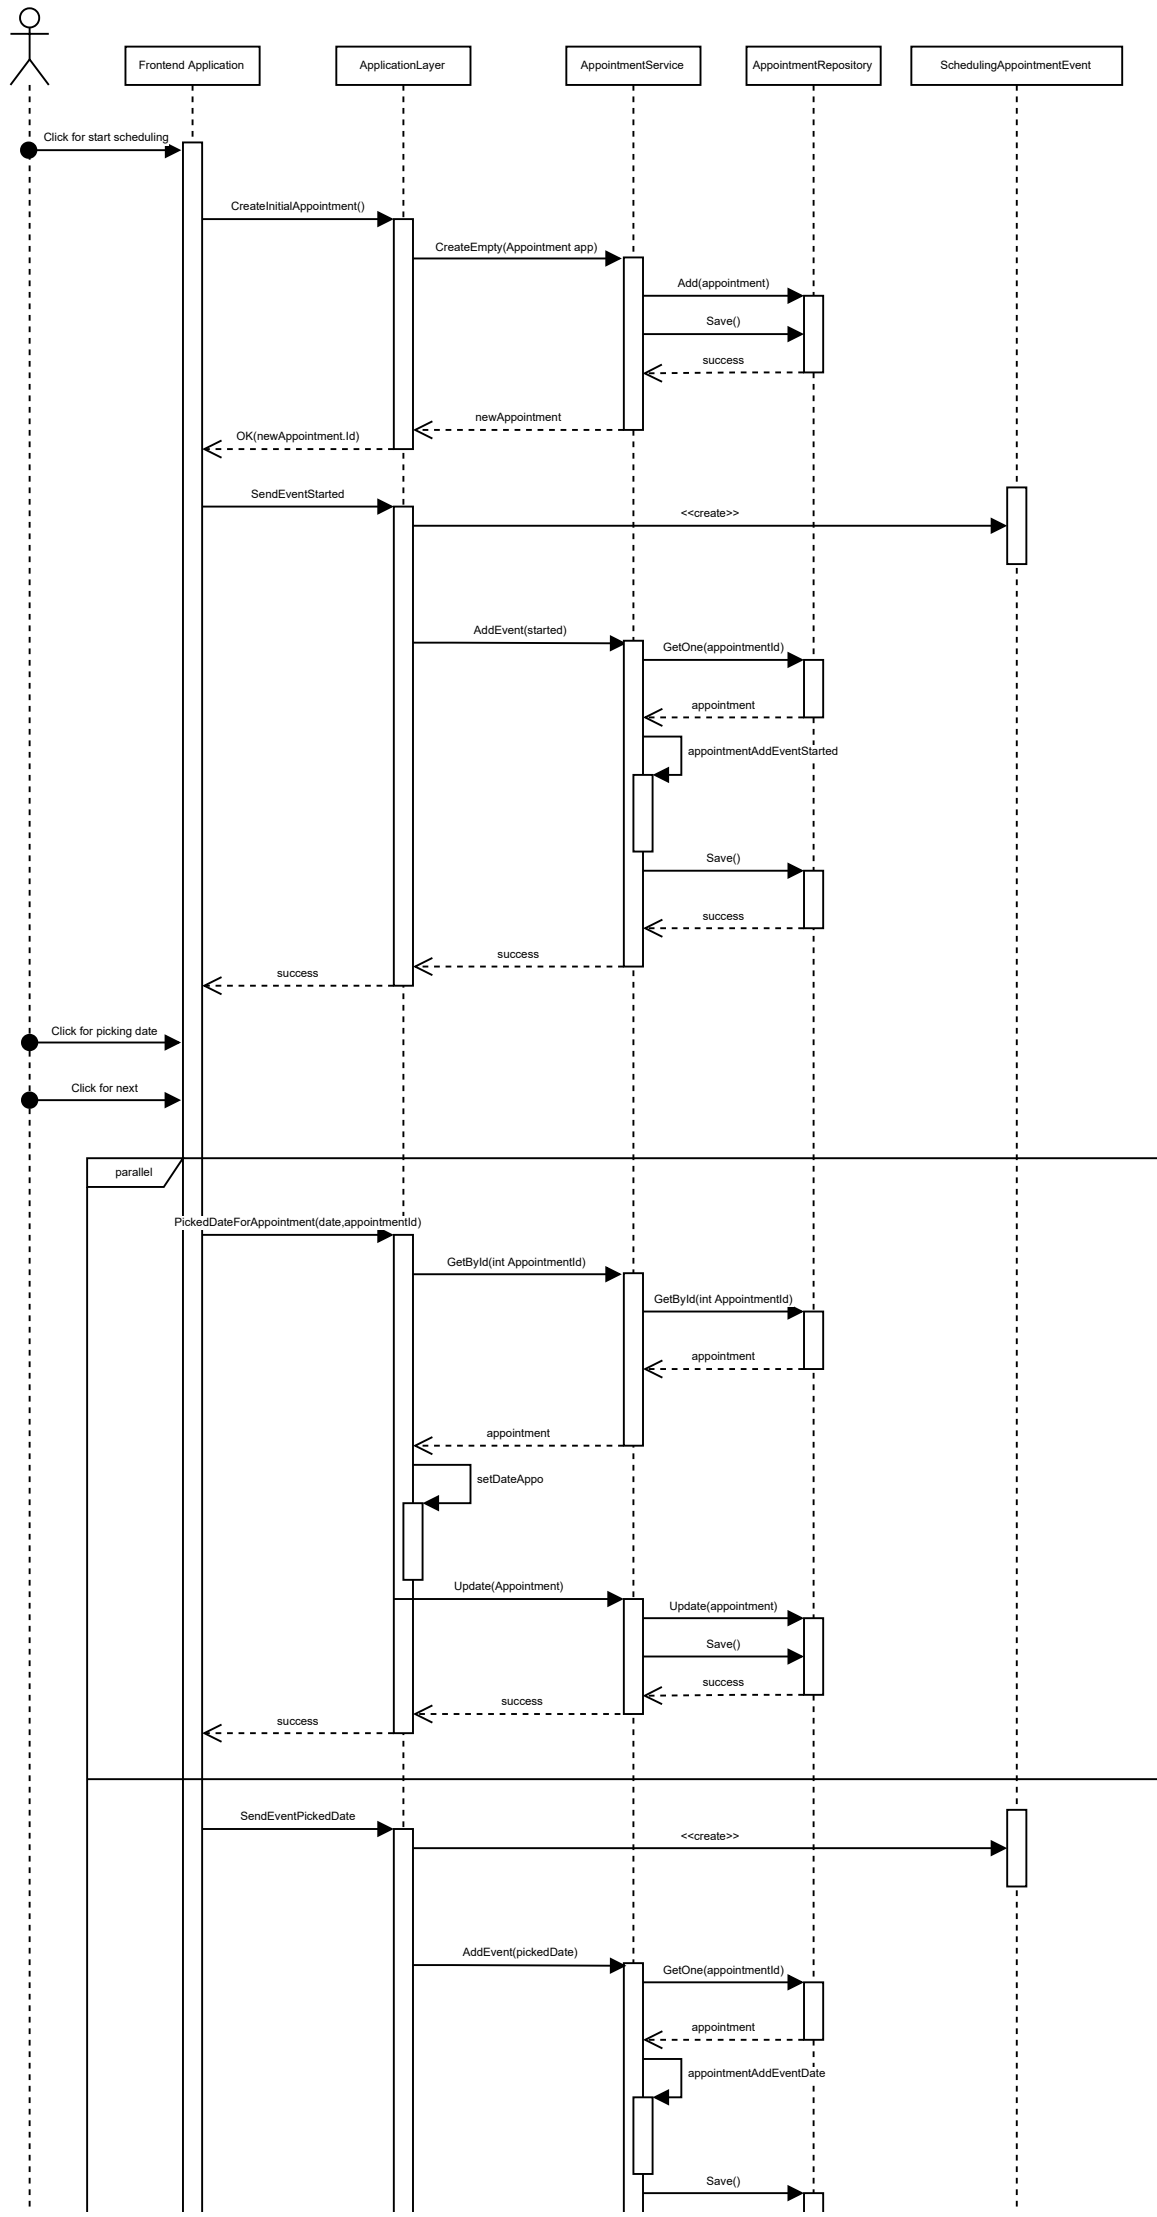 Frontend Application
ApplicationLayer
AppointmentService
AppointmentRepository
SchedulingAppointmentEvent
Click for start scheduling
CreateInitialAppointment()
CreateEmpty(Appointment app)
Add(appointment)
Save()
success
newAppointment
OK(newAppointment.Id)
SendEventStarted
<<create>>
AddEvent(started)
GetOne(appointmentId)
appointment
appointmentAddEventStarted
Save()
success
success
success
Click for picking date
Click for next
parallel
PickedDateForAppointment(date,appointmentId)
GetById(int AppointmentId)
GetById(int AppointmentId)
appointment
appointment
setDateAppo
Update(Appointment)
Update(appointment)
Save()
success
success
success
SendEventPickedDate
<<create>>
AddEvent(pickedDate)
GetOne(appointmentId)
appointment
appointmentAddEventDate
Save()